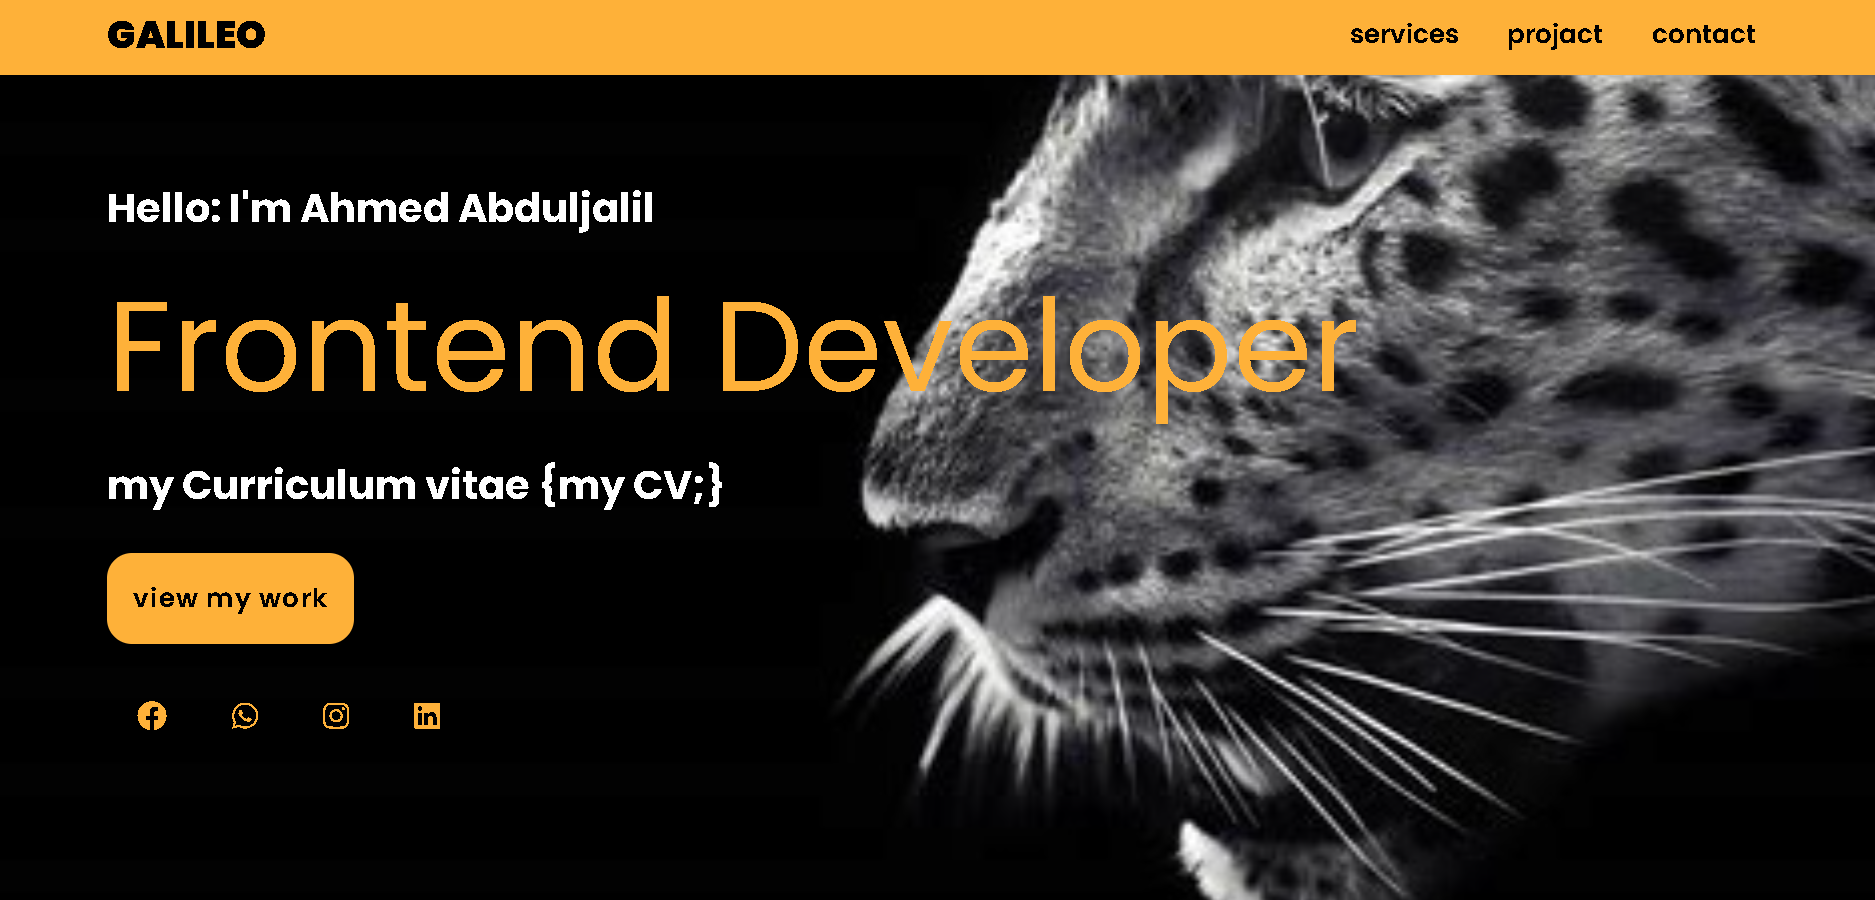 GALILEO
services
projact
contact
Hello: I'm Ahmed Abduljalil
Frontend Developer
my Curriculum vitae {my CV;}
view my work